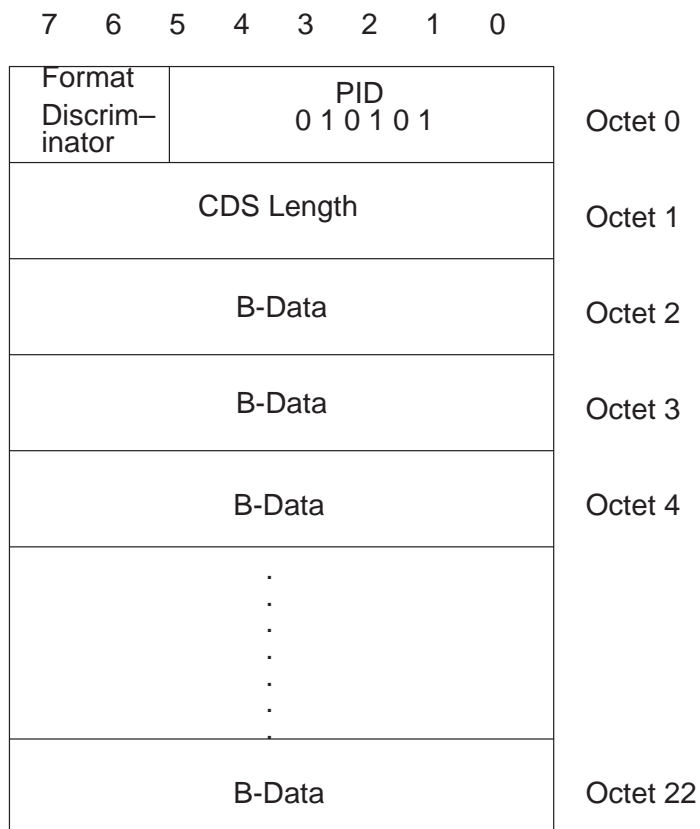 7 6 5 4 3 2 1 0
Format
Discrim–
inator
PID
0 1 0 1 0 1
Octet 0
CDS Length
Octet 1
B-Data
Octet 2
B-Data
Octet 3
B-Data
Octet 4
.
.
.
.
.
.
.
B-Data
Octet 22